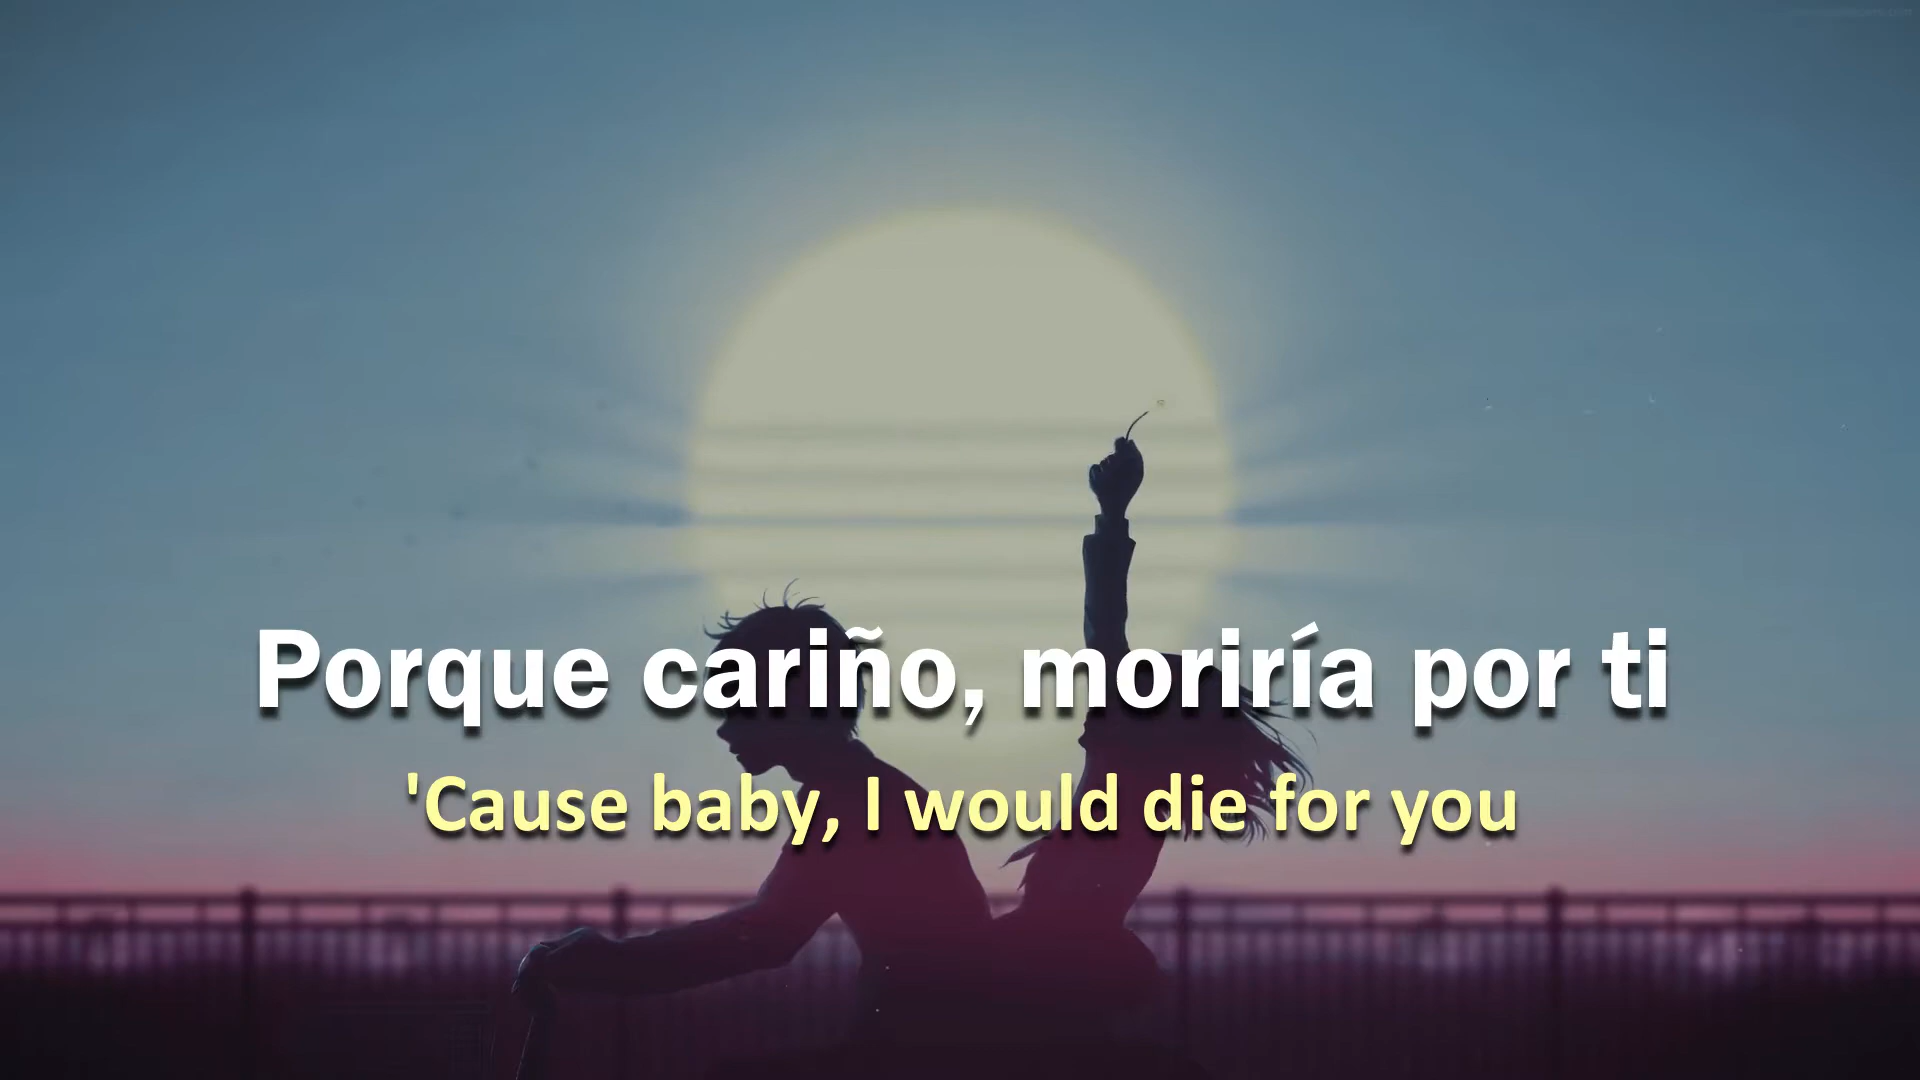 Porque cariño, moriría por ti
'Cause baby, I would die for you